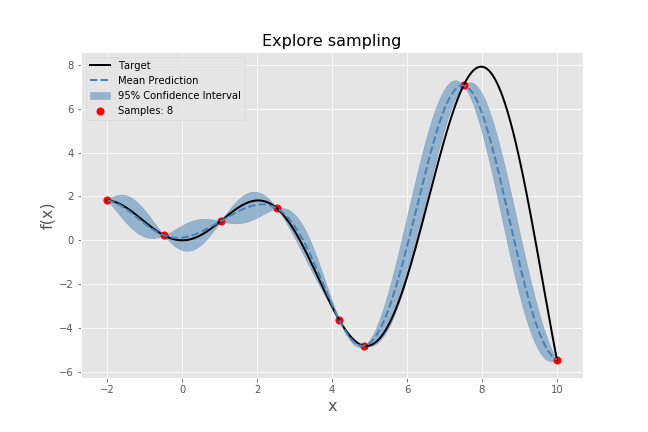 Explore sampling
Target
Mean Prediction
95% Confidence Interval
Samples: 8
f(x)
8
6
4
2
0
−2
−4
−6
−2 0 2 4 6 8 10
x